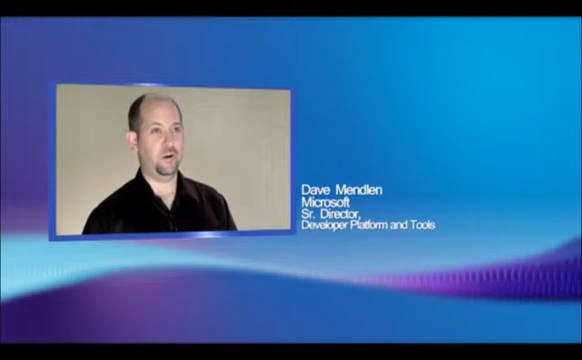 Dave Mendlen
Microsoft
Sr. Director,
Developer Platform and Tools